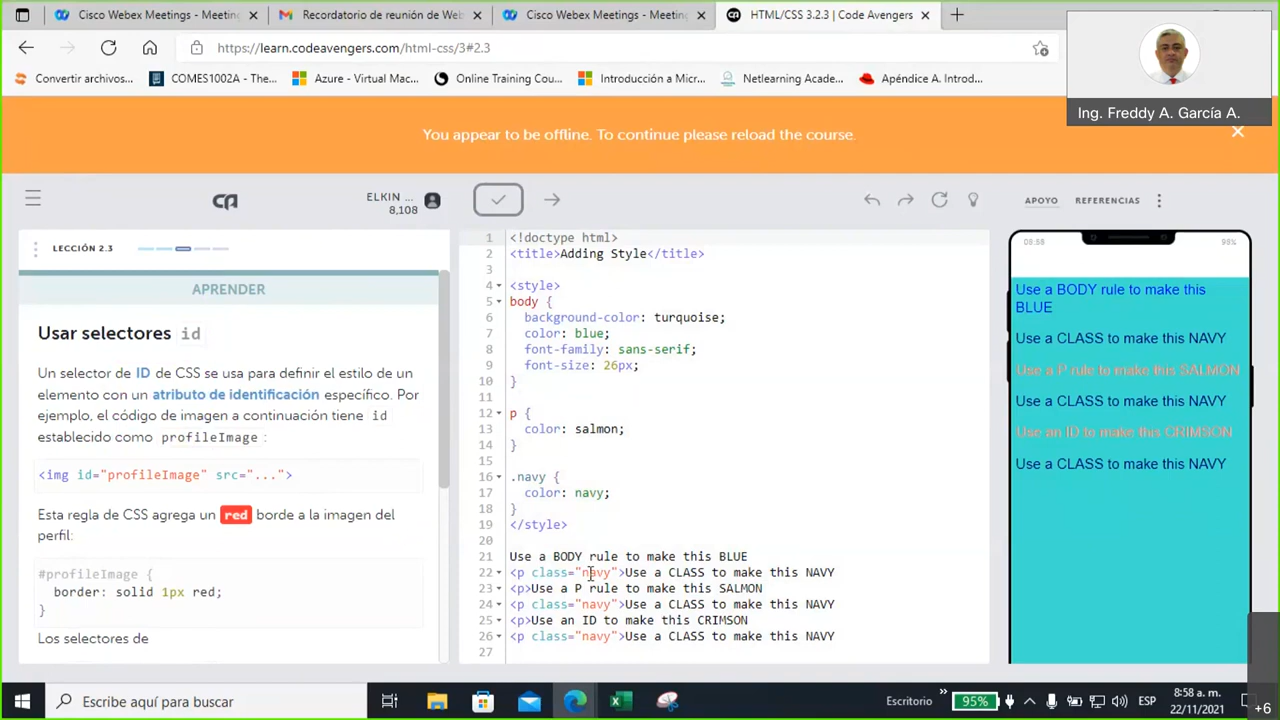 Cisco Webex Meetings - Meetin
Recordatorio de reunión de Web
Cisco Webex Meetings - Meetin
HTML/CSS 3.2.3 | Code Avengers
https://learn.codeavengers.com/html-css/3#2.3
Convertir archivos...
COMES1002A - The...
Azure - Virtual Mac...
Online Training Cou...
Introducción a Micr...
Netlearning Acade...
Apéndice A. Introd...
Ing. Freddy A. García A.
You appear to be offline. To continue please reload the course.
ELKIN ...
8,108
APOYO
REFERENCIAS
LECCIÓN 2.3
APRENDER
Usar selectores id
Un selector de ID de CSS se usa para definir el estilo de un
elemento con un atributo de identificación específico. Por
ejemplo, el código de imagen a continuación tiene id
establecido como profileImage :
<img id="profileImage" src="...">
Esta regla de CSS agrega un red borde a la imagen del
perfil:
#profileImage {
border: solid 1px red;
}
Los selectores de
1 <!doctype html>
2 <title>Adding Style</title>
3
4 <style>
5 body {
6 background-color: turquoise;
7 color: blue;
8 font-family: sans-serif;
9 font-size: 26px;
10 }
11
12 p {
13 color: salmon;
14 }
15
16 .navy {
17 color: navy;
18 }
19 </style>
20
21 Use a BODY rule to make this BLUE
22 <p class="navy">Use a CLASS to make this NAVY
23 <p>Use a P rule to make this SALMON
24 <p class="navy">Use a CLASS to make this NAVY
25 <p>Use an ID to make this CRIMSON
26 <p class="navy">Use a CLASS to make this NAVY
27
08:58
99%
Use a BODY rule to make this
BLUE
Use a CLASS to make this NAVY
Use a P rule to make this SALMON
Use a CLASS to make this NAVY
Use an ID to make this CRIMSON
Use a CLASS to make this NAVY
Escribe aquí para buscar
Escritorio
95%
ESP
8:58 a. m.
22/11/2021
+6